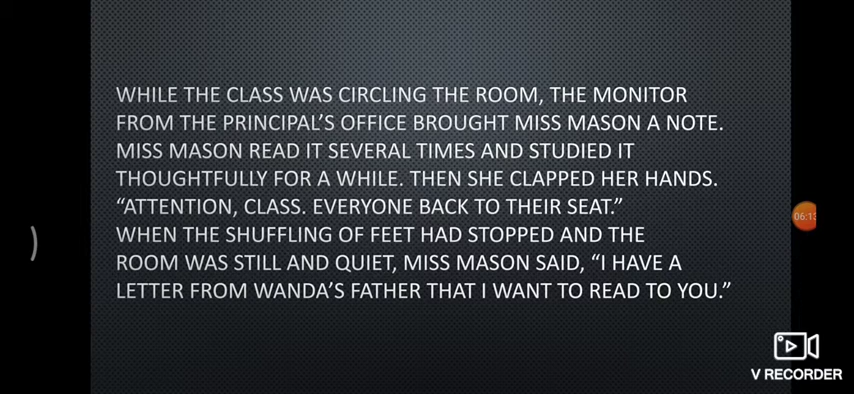 WHILE THE CLASS WAS CIRCLING THE ROOM, THE MONITOR
FROM THE PRINCIPAL’S OFFICE BROUGHT MISS MASON A NOTE.
MISS MASON READ IT SEVERAL TIMES AND STUDIED IT
THOUGHTFULLY FOR A WHILE. THEN SHE CLAPPED HER HANDS.
“ATTENTION, CLASS. EVERYONE BACK TO THEIR SEAT.”
WHEN THE SHUFFLING OF FEET HAD STOPPED AND THE
ROOM WAS STILL AND QUIET, MISS MASON SAID, “I HAVE A
LETTER FROM WANDA’S FATHER THAT I WANT TO READ TO YOU.”
06:13
V RECORDER